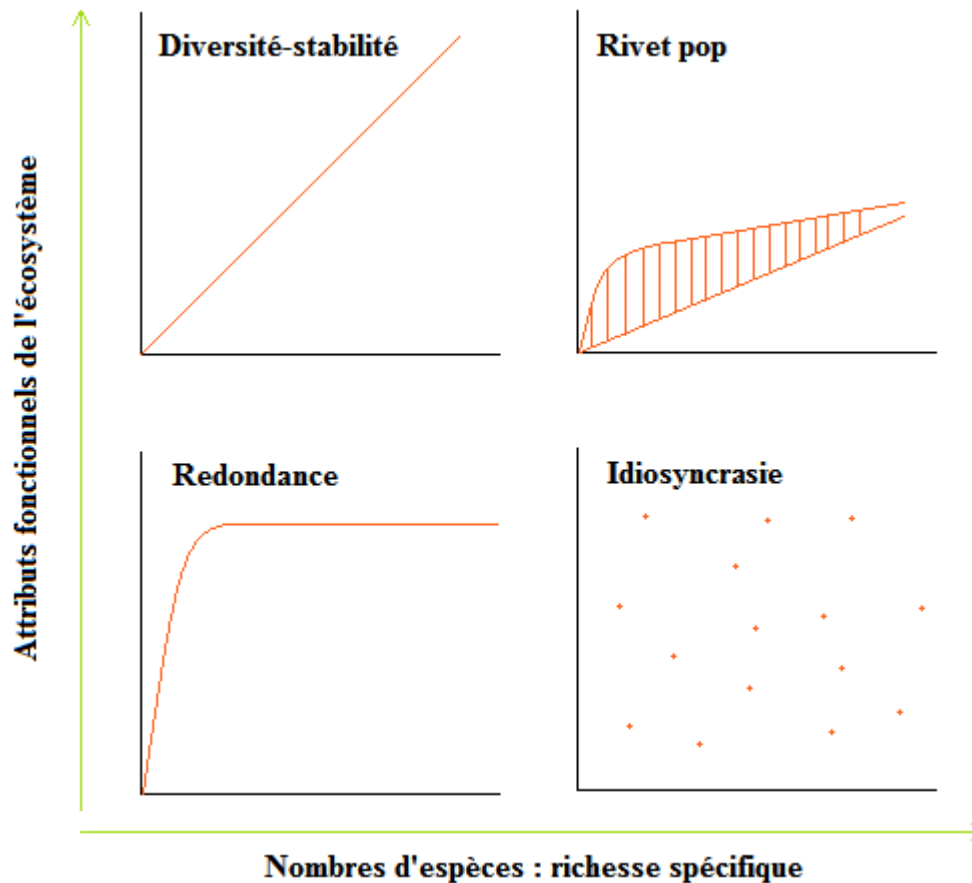 Diversité-stabilité
Rivet pop
Attributs fonctionnels de l'écosystème
Redondance
Idiosyncrasie
Nombres d'espèces : richesse spécifique